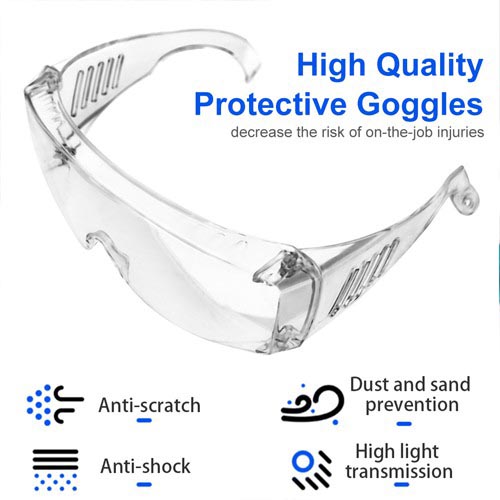 High Quality
Protective Goggles
decrease the risk of on-the-job injuries
Anti-scratch
Dust and sand
prevention
Anti-shock
High light
transmission